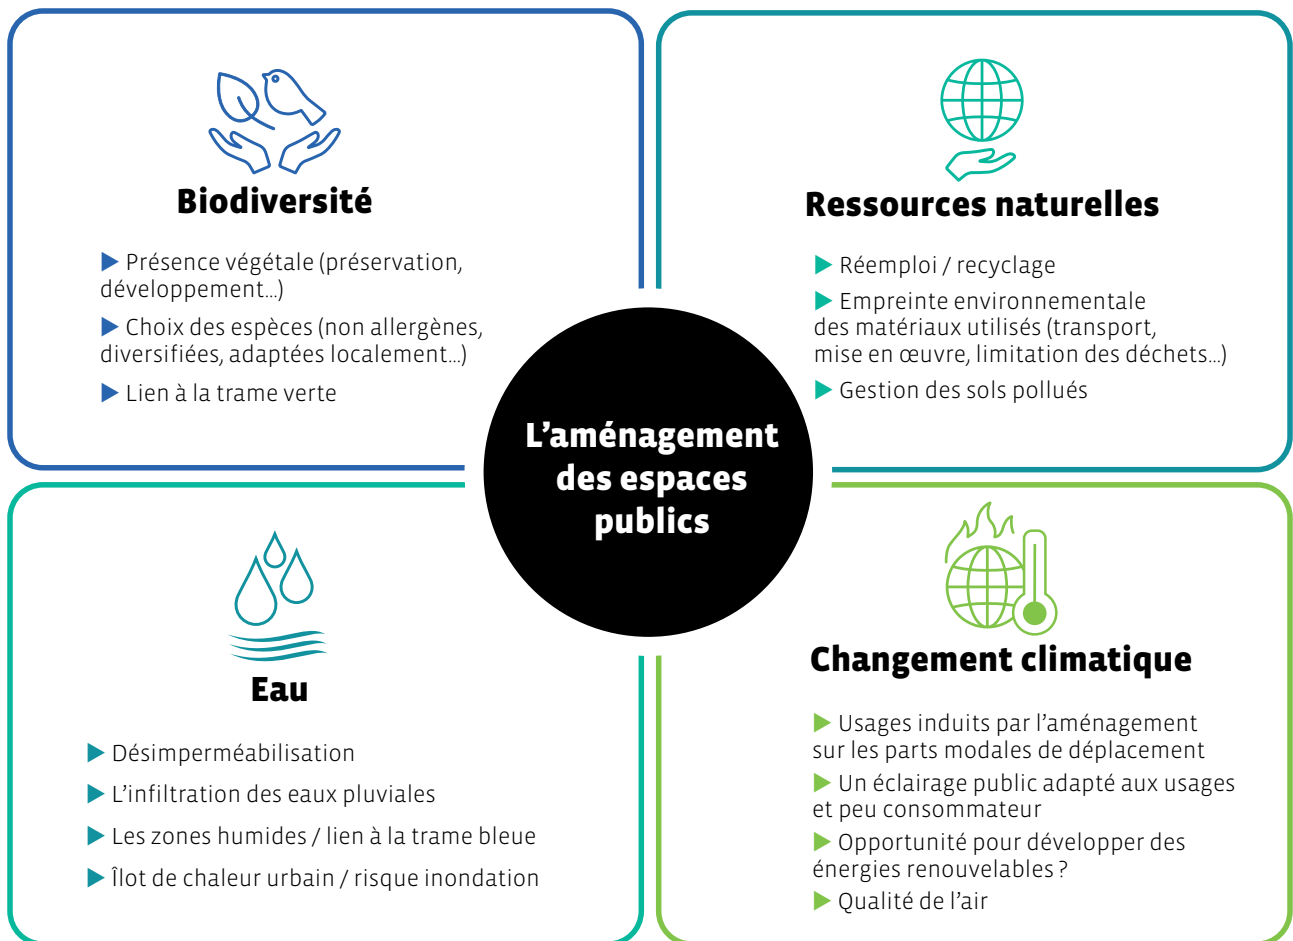 Biodiversité
▶ Présence végétale (préservation,
développement...)
▶ Choix des espèces (non allergènes,
diversifiées, adaptées localement...)
▶ Lien à la trame verte
Ressources naturelles
▶ Réemploi / recyclage
▶ Empreinte environnementale
des matériaux utilisés (transport,
mise en œuvre, limitation des déchets...)
▶ Gestion des sols pollués
L’aménagement
des espaces
publics
Eau
▶ Désimperméabilisation
▶ L’infiltration des eaux pluviales
▶ Les zones humides / lien à la trame bleue
▶ Îlot de chaleur urbain / risque inondation
Changement climatique
▶ Usages induits par l’aménagement
sur les parts modales de déplacement
▶ Un éclairage public adapté aux usages
et peu consommateur
▶ Opportunité pour développer des
énergies renouvelables ?
▶ Qualité de l’air